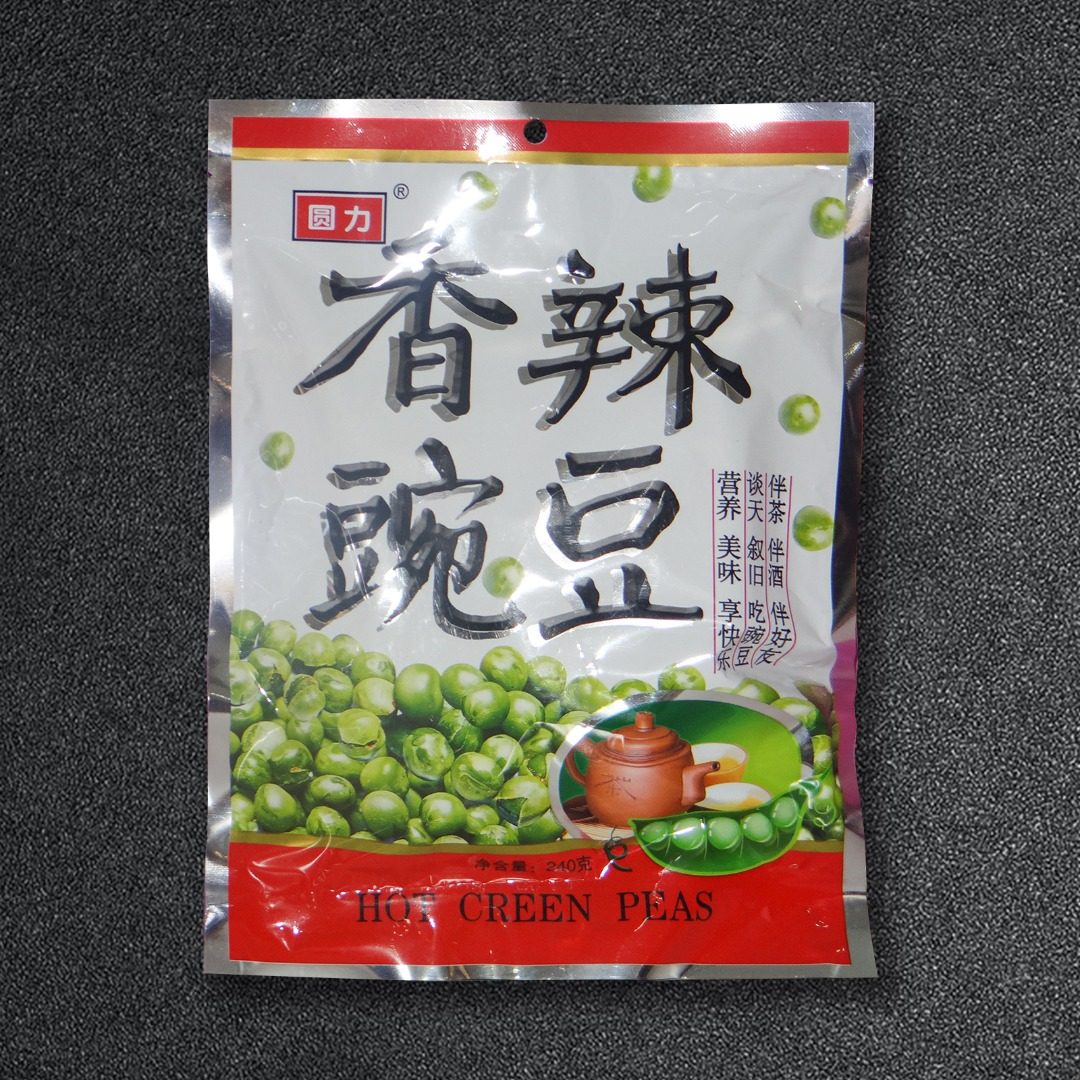 圆力®
香辣
豌豆
伴茶 伴酒 伴好友
谈天 叙旧 吃豌豆
营养 美味 享快乐
净含量：240克
HOT GREEN PEAS